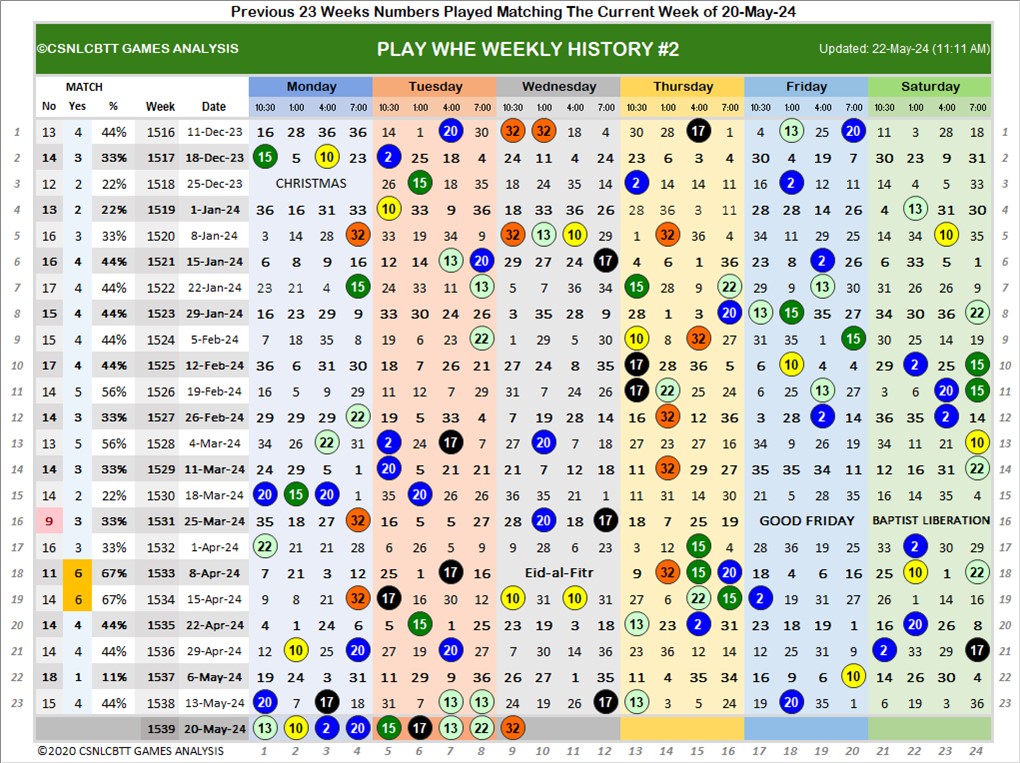 Previous 23 Weeks Numbers Played Matching The Current Week of 20-May-24
©CSNLCBTT GAMES ANALYSIS PLAY WHE WEEKLY HISTORY #2 Updated: 22-May-24 (11:11 AM)
MATCH Monday Tuesday Wednesday Thursday Friday Saturday
No Yes % Week Date 10:30 1:00 4:00 7:00 10:30 1:00 4:00 7:00 10:30 1:00 4:00 7:00 10:30 1:00 4:00 7:00 10:30 1:00 4:00 7:00 10:30 1:00 4:00 7:00
1 13 4 44% 1516 11-Dec-23 16 28 36 36 14 1 20 30 32 32 18 4 30 28 17 1 4 13 25 20 11 3 28 18 1
2 14 3 33% 1517 18-Dec-23 15 5 10 23 2 25 18 4 24 11 4 24 23 6 3 4 30 4 19 7 30 23 9 31 2
3 12 2 22% 1518 25-Dec-23 CHRISTMAS 26 15 18 35 18 24 35 14 2 14 14 11 16 2 12 11 14 4 5 33 3
4 13 2 22% 1519 1-Jan-24 36 16 31 33 10 33 9 36 18 33 36 26 28 36 3 11 28 28 14 26 4 13 31 30 4
5 16 3 33% 1520 8-Jan-24 3 14 28 32 33 19 34 9 32 13 10 29 1 32 36 4 34 11 29 25 14 34 10 35 5
6 16 4 44% 1521 15-Jan-24 6 8 9 16 12 14 13 20 29 27 24 17 4 6 1 36 23 8 2 26 6 33 5 1 6
7 17 4 44% 1522 22-Jan-24 23 21 4 15 24 33 11 13 5 7 36 34 15 28 9 22 29 9 13 30 31 26 26 9 7
8 15 4 44% 1523 29-Jan-24 16 23 29 9 33 30 24 26 3 35 28 9 28 1 3 20 13 15 35 27 34 30 36 22 8
9 15 4 44% 1524 5-Feb-24 7 18 35 8 19 6 23 22 1 29 5 30 10 8 32 27 31 35 1 15 30 25 14 19 9
10 17 4 44% 1525 12-Feb-24 36 6 31 30 18 7 26 21 27 24 8 35 17 28 36 5 6 10 4 4 29 2 25 15 10
11 14 5 56% 1526 19-Feb-24 16 5 9 29 11 12 7 29 31 7 24 26 17 22 25 24 6 25 13 27 3 6 20 15 11
12 14 3 33% 1527 26-Feb-24 29 29 29 22 19 5 33 4 7 19 28 14 16 32 12 36 3 28 2 14 36 35 2 14 12
13 13 5 56% 1528 4-Mar-24 34 26 22 31 2 24 17 7 27 20 7 18 27 23 27 16 34 9 26 19 34 11 21 10 13
14 14 3 33% 1529 11-Mar-24 24 29 5 1 20 5 21 21 21 7 12 18 11 32 29 27 35 35 34 11 12 16 31 22 14
15 14 2 22% 1530 18-Mar-24 20 15 20 1 35 20 26 26 36 35 21 1 11 31 14 30 21 5 28 35 16 14 35 4 15
16 9 3 33% 1531 25-Mar-24 35 18 27 32 16 5 5 27 28 20 18 17 18 7 25 19 GOOD FRIDAY BAPTIST LIBERATION 16
17 16 3 33% 1532 1-Apr-24 22 21 21 28 6 26 5 9 9 28 6 23 3 12 15 4 28 36 19 25 33 2 30 29 17
18 11 6 67% 1533 8-Apr-24 7 21 3 12 25 1 17 16 Eid-al-Fitr 9 32 15 20 18 4 6 16 25 10 1 22 18
19 14 6 67% 1534 15-Apr-24 9 8 21 32 17 16 30 12 10 31 10 31 27 6 22 15 2 19 31 27 26 1 14 16 19
20 14 4 44% 1535 22-Apr-24 4 1 24 6 5 15 1 25 23 19 3 18 13 23 2 31 23 18 19 1 16 20 26 8 20
21 14 4 44% 1536 29-Apr-24 12 10 25 20 27 19 20 27 7 30 14 36 23 36 12 14 12 25 31 9 2 33 29 17 21
22 18 1 11% 1537 6-May-24 19 24 3 31 11 29 9 36 26 27 1 35 11 4 35 34 16 9 6 10 14 26 30 4 22
23 15 4 44% 1538 13-May-24 20 7 17 18 31 7 13 13 24 19 12 17 13 3 5 24 19 20 35 1 6 19 3 36 23
1539 20-May-24 13 10 2 20 15 17 13 22 32
©2020 CSNLCBTT GAMES ANALYSIS 1 2 3 4 5 6 7 8 9 10 11 12 13 14 15 16 17 18 19 20 21 22 23 24